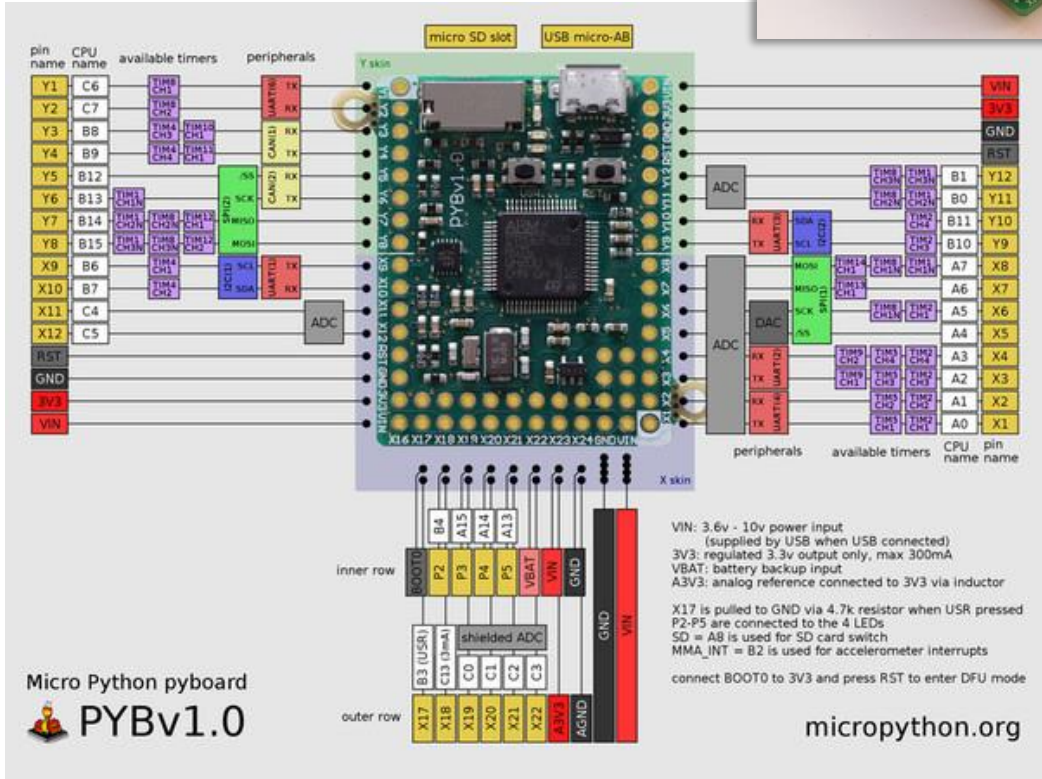 micro SD slot
USB micro-AB
pin name
CPU name
available timers
peripherals
Y skin
Y1 C6 TIM8 CH1 UART(6) TX
Y2 C7 TIM8 CH2 RX
Y3 B8 TIM4 CH3 TIM10 CH1 CAN(1) RX
Y4 B9 TIM4 CH4 TIM11 CH1 TX
Y5 B12 SPI(2) /SS CAN(2) RX
Y6 B13 TIM1 CH1N SCK TX
Y7 B14 TIM1 CH2N TIM8 CH2N TIM12 CH1 MISO
Y8 B15 TIM1 CH3N TIM8 CH3N TIM12 CH2 MOSI
X9 B6 TIM4 CH1 I2C(1) SCL UART(1) TX
X10 B7 TIM4 CH2 SDA RX
X11 C4 ADC
X12 C5
RST
GND
3V3
VIN
PYBv1.0
VIN
3V3
GND
RST
ADC TIM8 CH3N TIM1 CH3N B1 Y12
TIM8 CH2N TIM1 CH2N B0 Y11
RX UART(3) SDA I2C(2) TIM2 CH4 B11 Y10
TX SCL TIM2 CH3 B10 Y9
ADC MOSI SPI(1) TIM14 CH1 TIM8 CH1N TIM1 CH1N A7 X8
MISO TIM13 CH1 A6 X7
DAC SCK TIM8 CH1N TIM2 CH1 A5 X6
/SS A4 X5
RX UART(2) TIM9 CH2 TIM5 CH4 TIM2 CH4 A3 X4
TX TIM9 CH1 TIM5 CH3 TIM2 CH3 A2 X3
RX UART(4) TIM5 CH2 TIM2 CH2 A1 X2
TX TIM5 CH1 TIM2 CH1 A0 X1
peripherals
available timers
CPU name
pin name
X16 X17 X18 X19 X20 X21 X22 X23 X24 GND VIN
X skin
B4 A15 A14 A13
inner row
BOOT0 P2 P3 P4 P5 VBAT VIN GND
GND VIN
shielded ADC
B3 (USR) C13 (3mA) C0 C1 C2 C3
outer row
X17 X18 X19 X20 X21 X22 A3V3 AGND
VIN: 3.6v - 10v power input
(supplied by USB when USB connected)
3V3: regulated 3.3v output only, max 300mA
VBAT: battery backup input
A3V3: analog reference connected to 3V3 via inductor
X17 is pulled to GND via 4.7k resistor when USR pressed
P2-P5 are connected to the 4 LEDs
SD = A8 is used for SD card switch
MMA_INT = B2 is used for accelerometer interrupts
connect BOOT0 to 3V3 and press RST to enter DFU mode
Micro Python pyboard
PYBv1.0
micropython.org